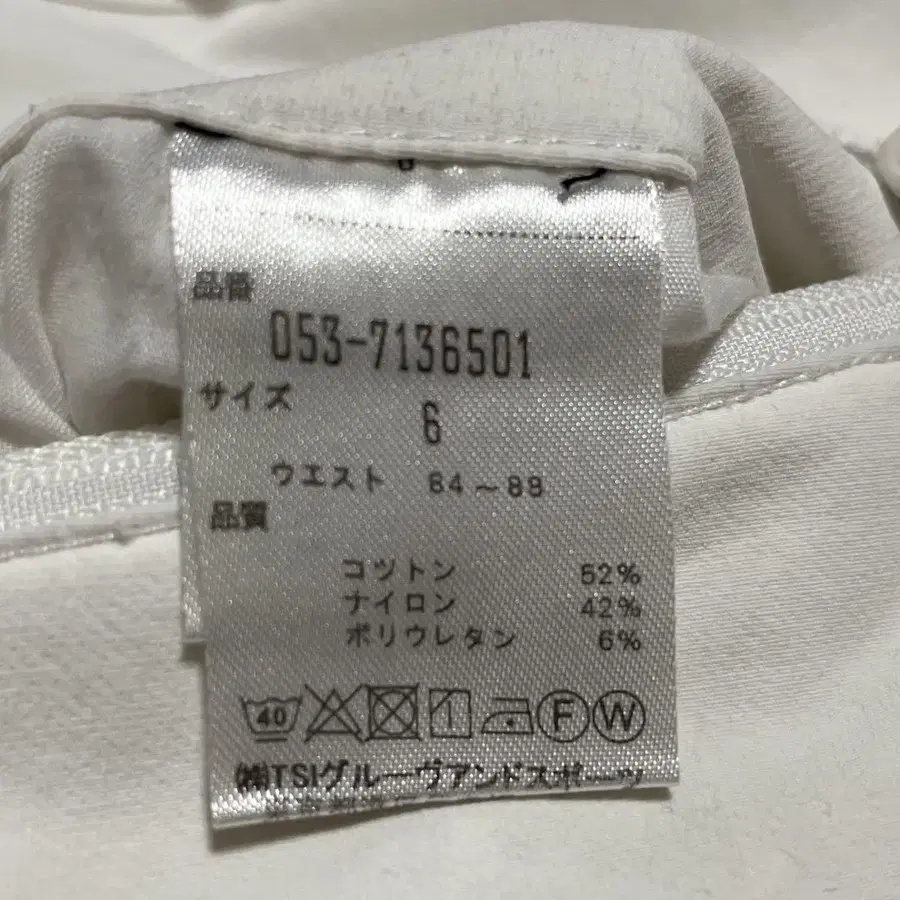 品番
053-7136501
サイズ
6
ウエスト 84～88
品質
コットン 52%
ナイロン 42%
ポリウレタン 6%
40 F W
㈱TSIグルーヴアンドスポーツ